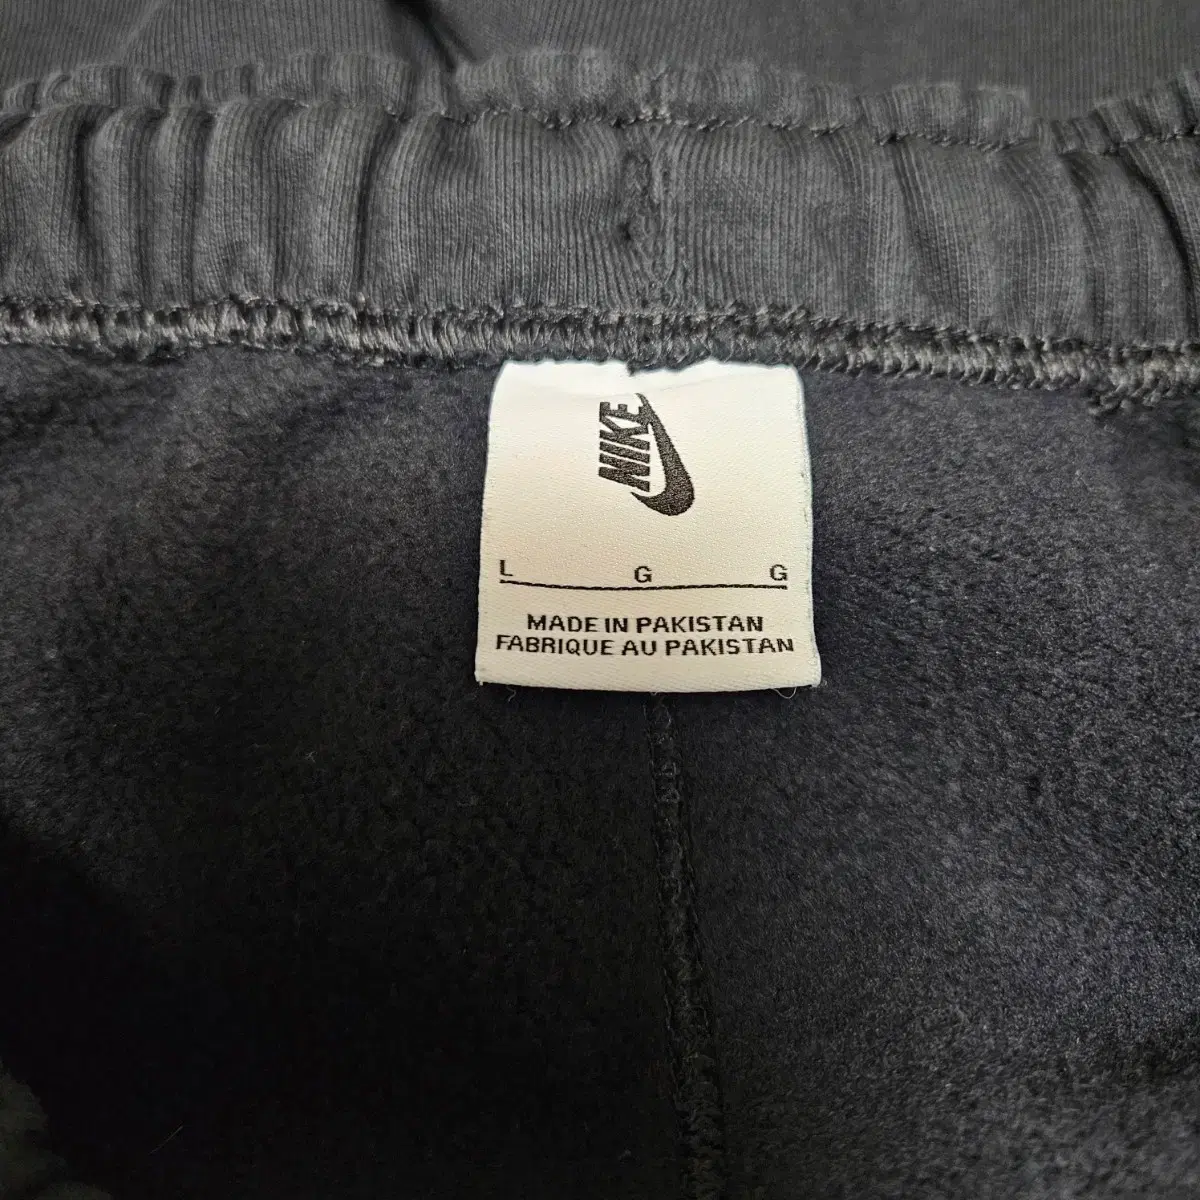 NIKE
L G G
MADE IN PAKISTAN
FABRIQUE AU PAKISTAN